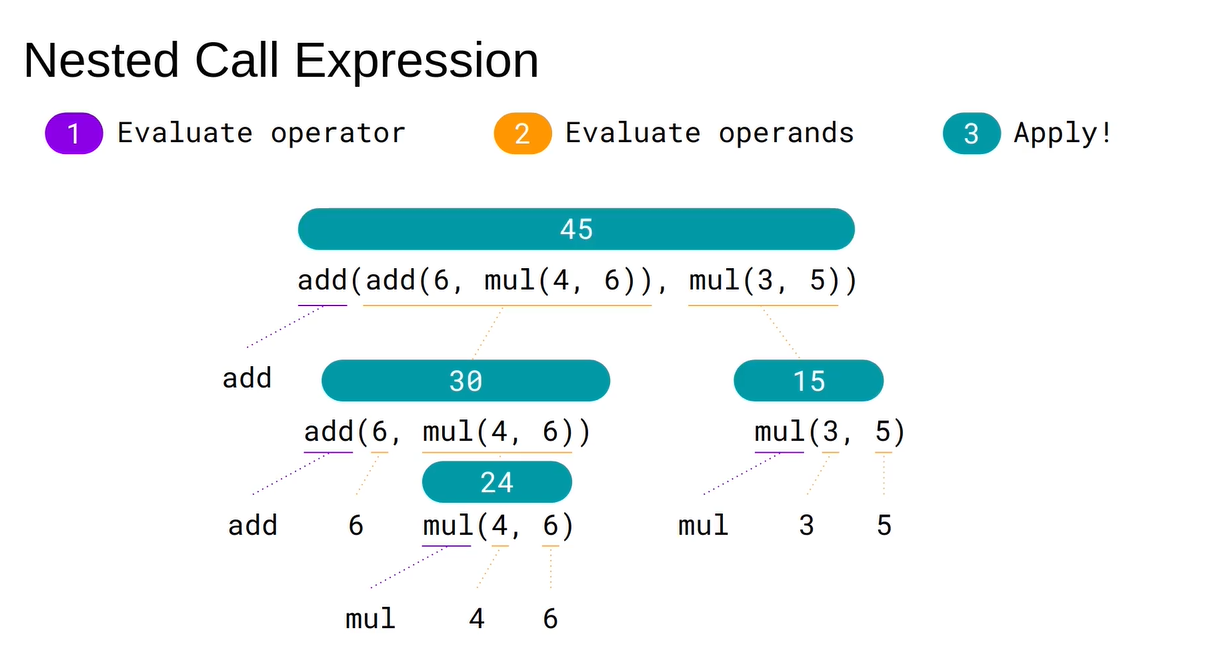 Nested Call Expression
1 Evaluate operator 2 Evaluate operands 3 Apply!
45
add(add(6, mul(4, 6)), mul(3, 5))
add 30 15
add(6, mul(4, 6)) mul(3, 5)
24
add 6 mul(4, 6) mul 3 5
mul 4 6